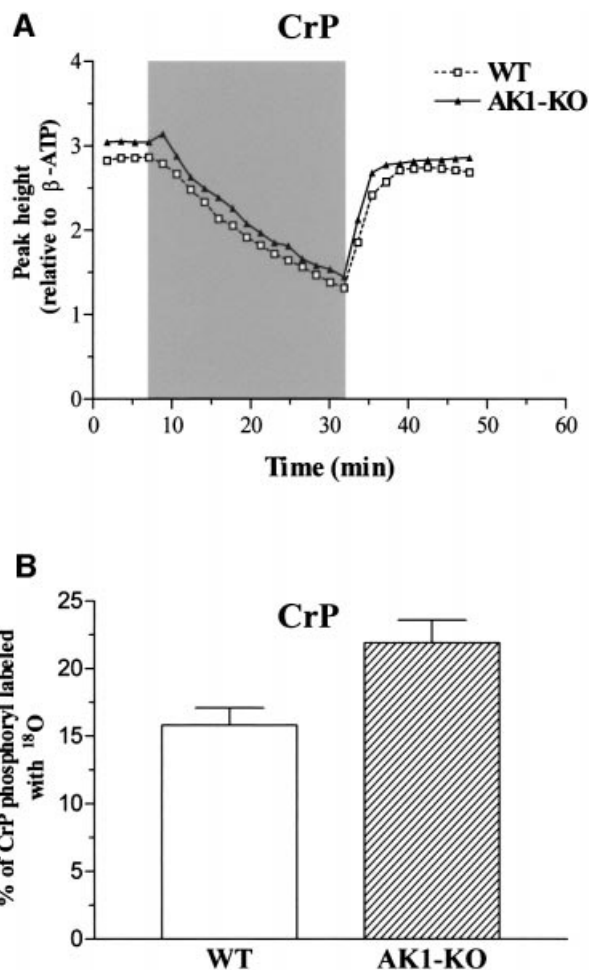 A
CrP
WT
AK1-KO
Peak height
(relative to β-ATP)
4
3
2
1
0
0 10 20 30 40 50 60
Time (min)
B
CrP
% of CrP phosphoryl labeled
with ¹⁸O
25
20
15
10
5
0
WT AK1-KO